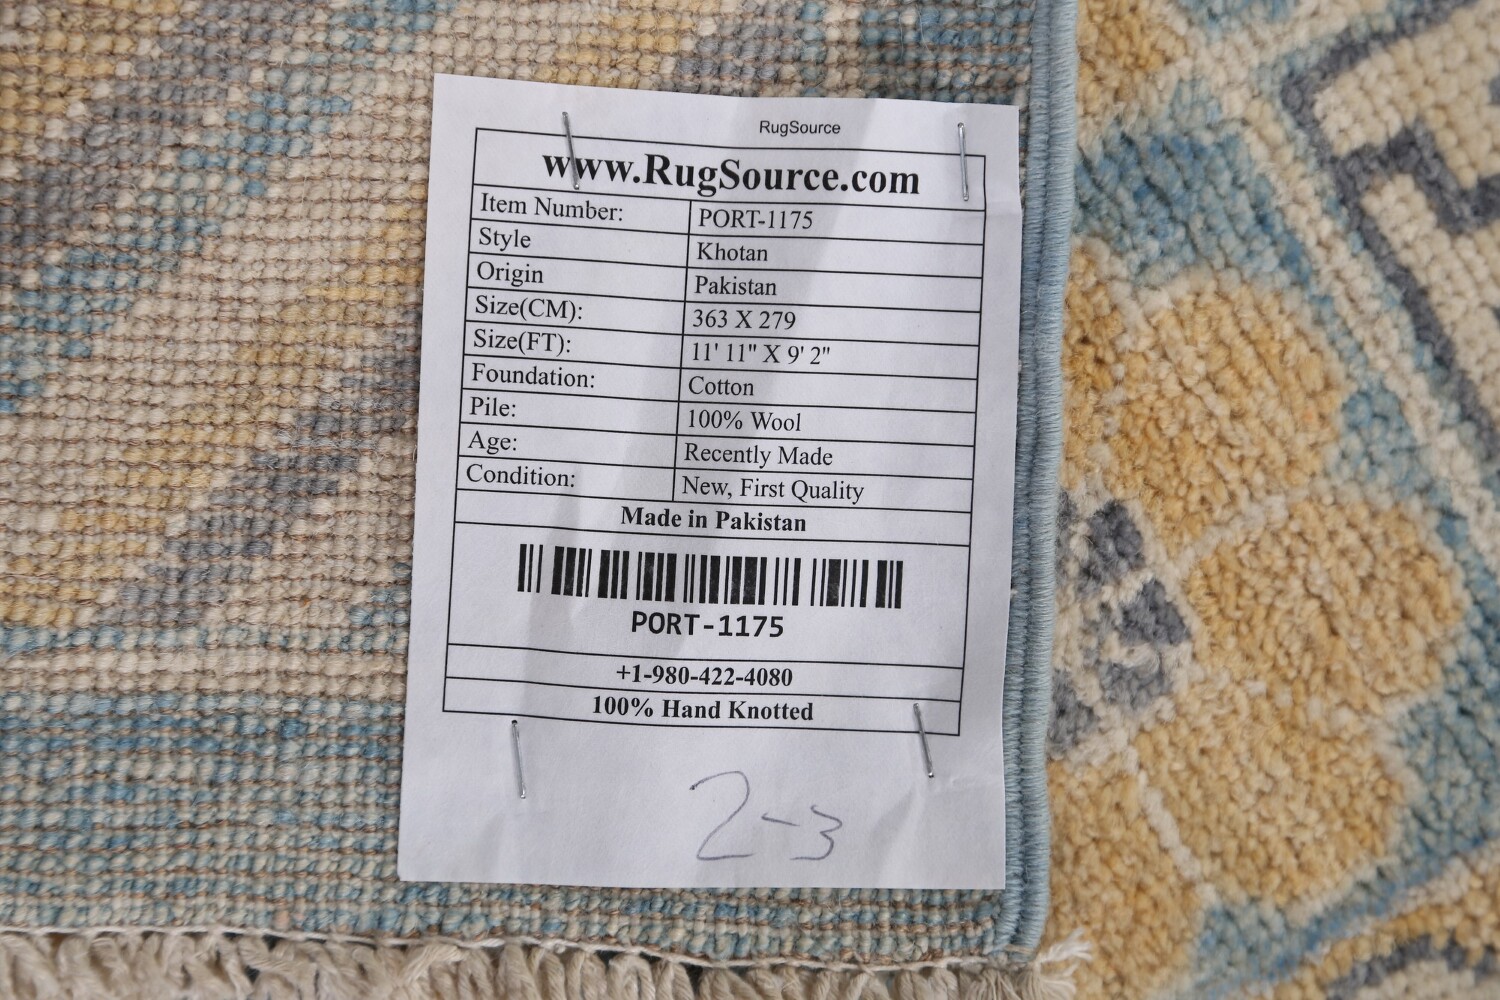 RugSource
www.RugSource.com
Item Number: PORT-1175
Style Khotan
Origin Pakistan
Size(CM): 363 X 279
Size(FT): 11' 11" X 9' 2"
Foundation: Cotton
Pile: 100% Wool
Age: Recently Made
Condition: New, First Quality
Made in Pakistan
PORT-1175
+1-980-422-4080
100% Hand Knotted
2-3